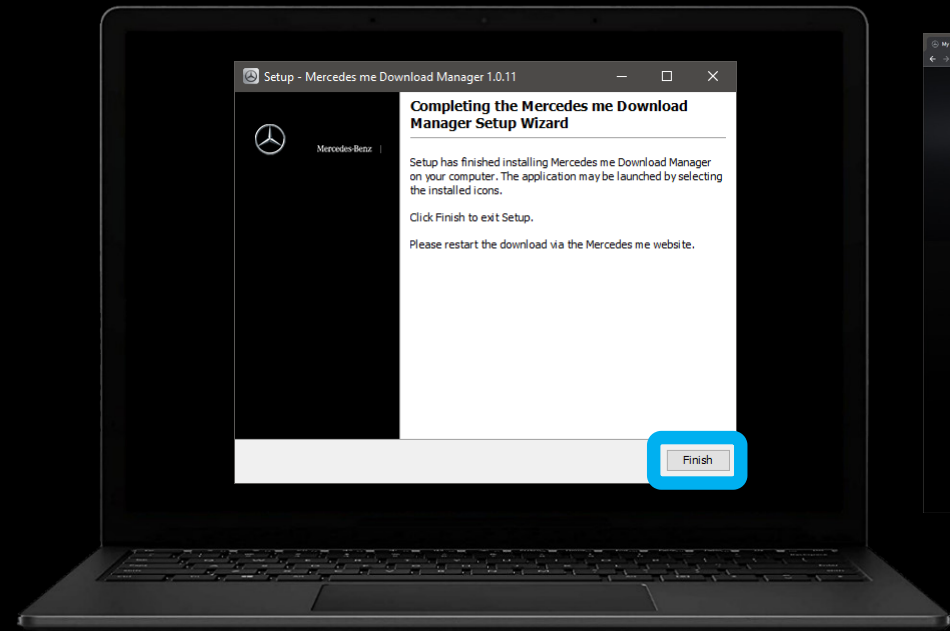 Setup - Mercedes me Download Manager 1.0.11
Mercedes-Benz |
Completing the Mercedes me Download
Manager Setup Wizard
Setup has finished installing Mercedes me Download Manager
on your computer. The application may be launched by selecting
the installed icons.
Click Finish to exit Setup.
Please restart the download via the Mercedes me website.
Finish
My